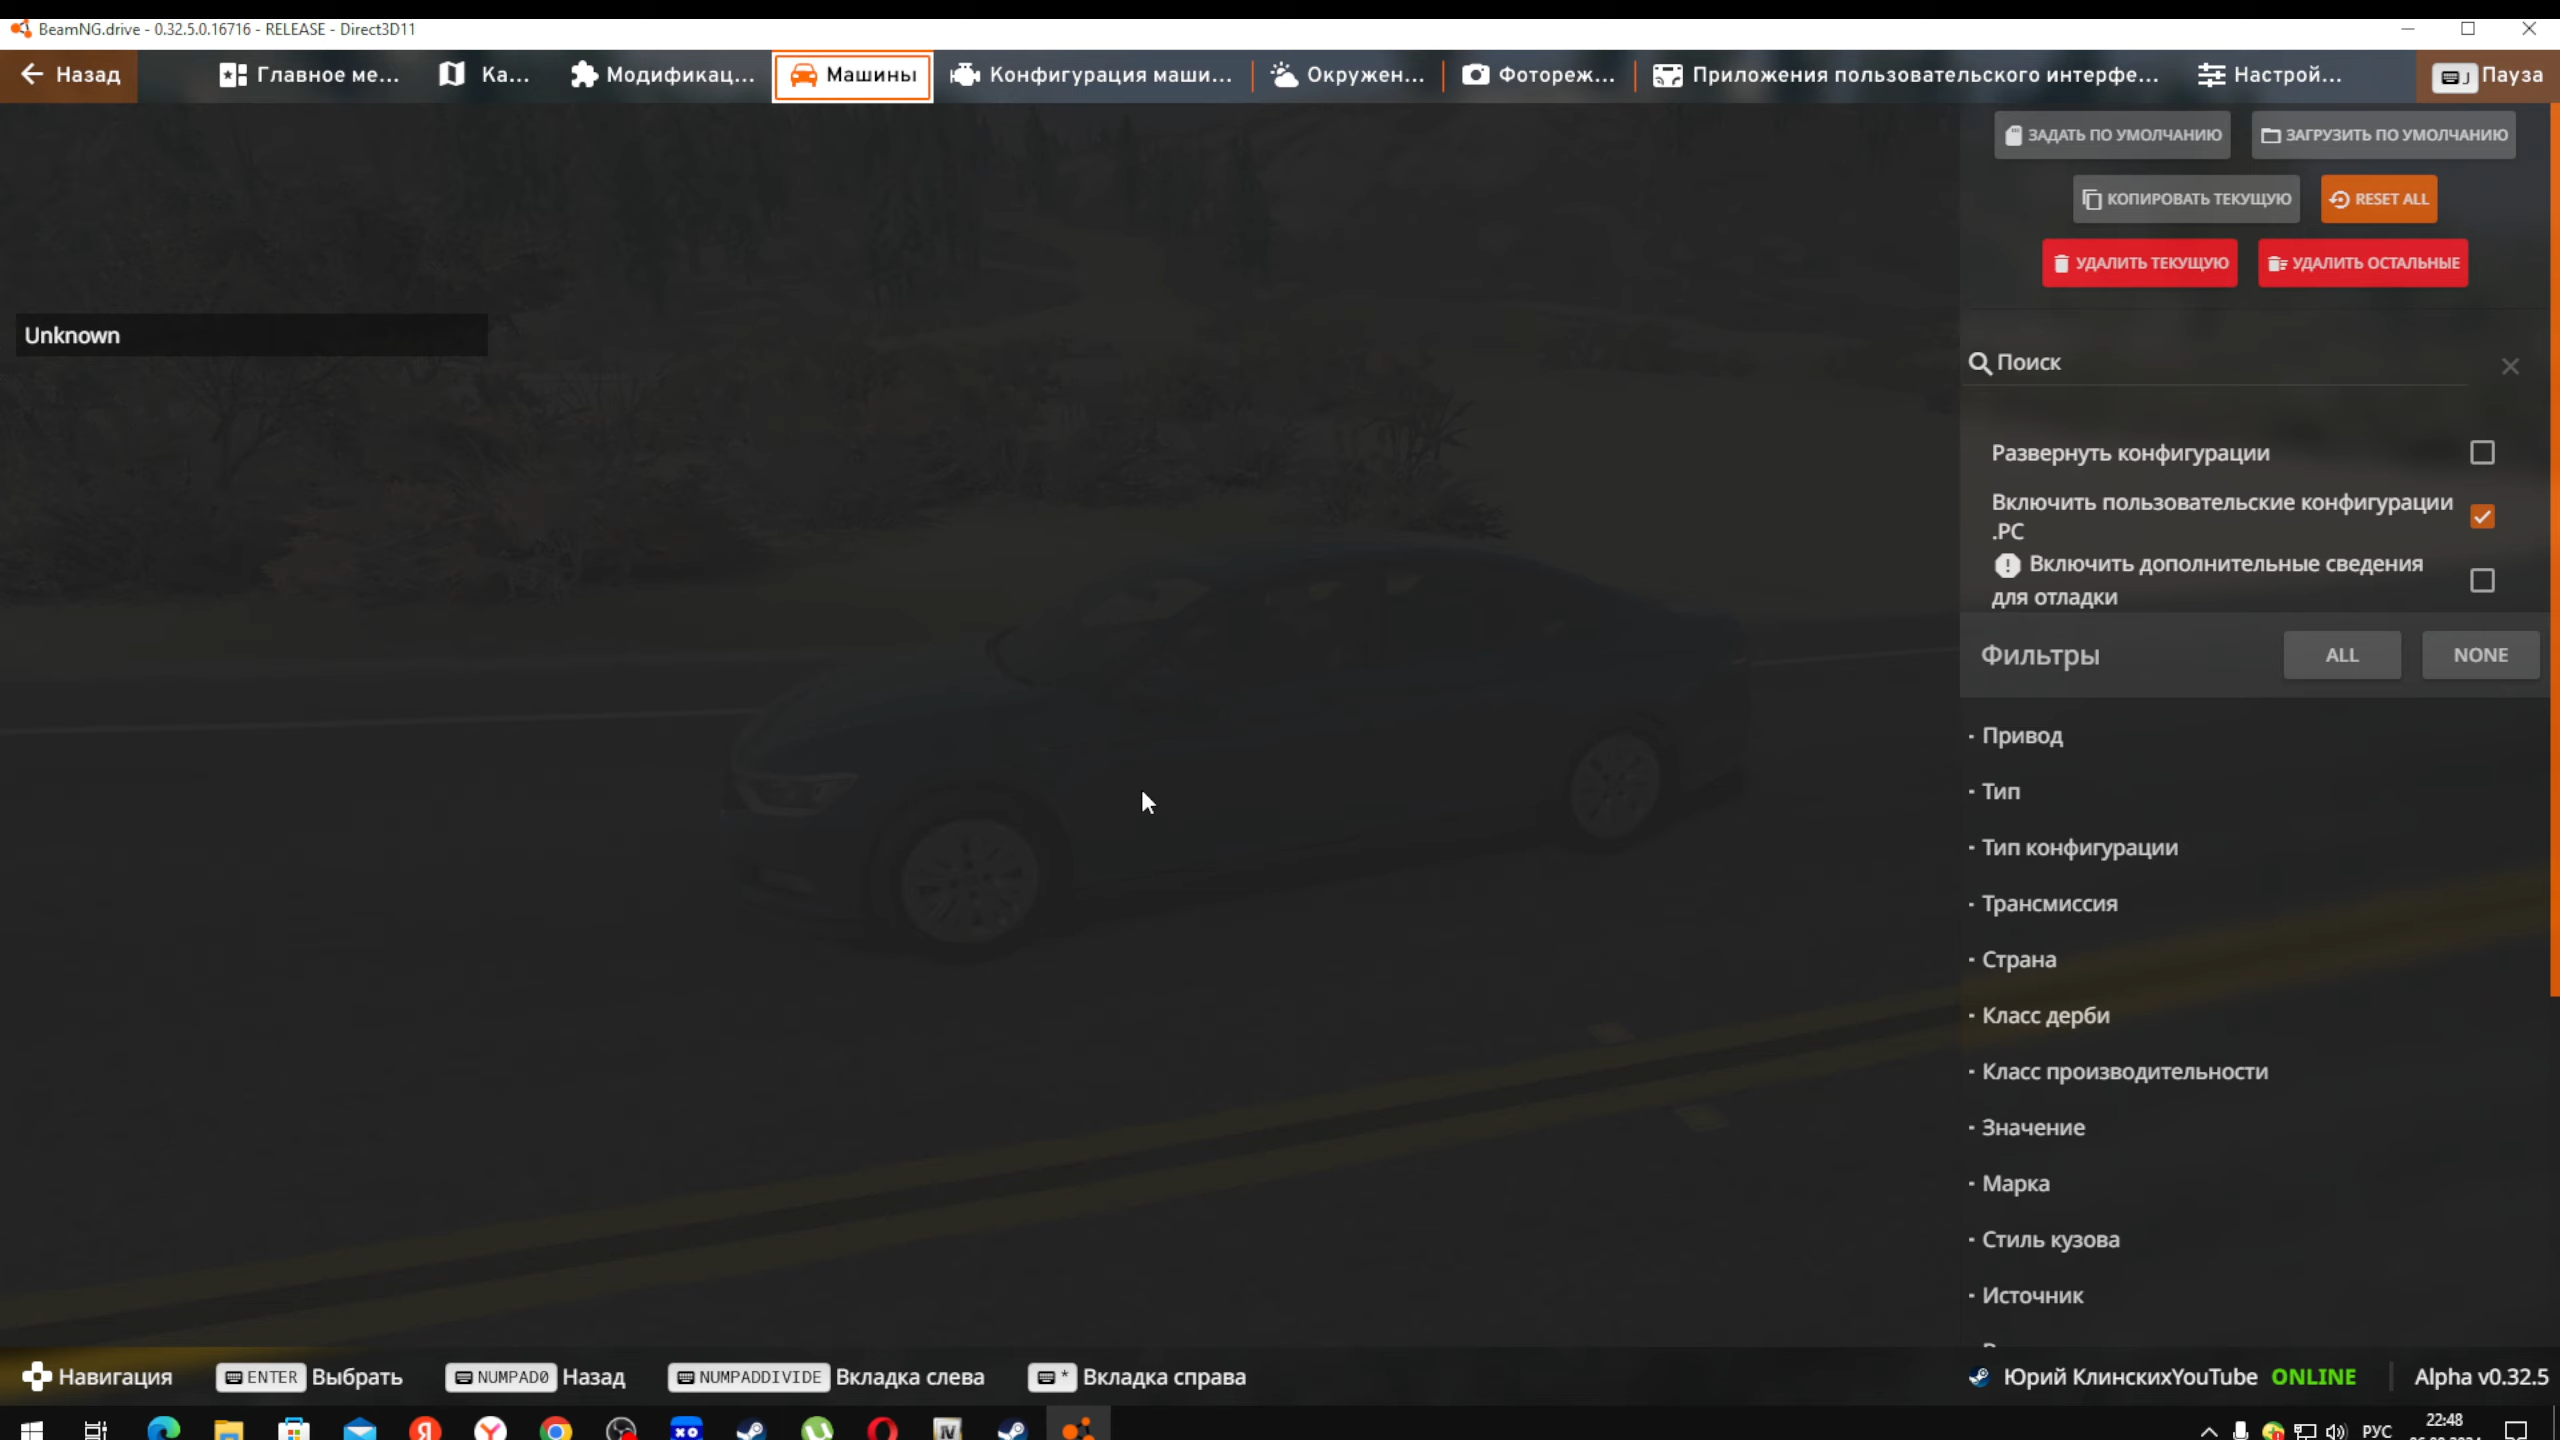 BeamNG.drive - 0.32.5.0.16716 - RELEASE - Direct3D11
Назад
Главное ме...
Ка...
Модификац...
Машины
Конфигурация маши...
Окружен...
Фотореж...
Приложения пользовательского интерфе...
Настрой...
J Пауза
ЗАДАТЬ ПО УМОЛЧАНИЮ
ЗАГРУЗИТЬ ПО УМОЛЧАНИЮ
КОПИРОВАТЬ ТЕКУЩУЮ
RESET ALL
УДАЛИТЬ ТЕКУЩУЮ
УДАЛИТЬ ОСТАЛЬНЫЕ
Unknown
Поиск
Развернуть конфигурации
Включить пользовательские конфигурации
.PC
Включить дополнительные сведения
для отладки
Фильтры
ALL
NONE
· Привод
· Тип
· Тип конфигурации
· Трансмиссия
· Страна
· Класс дерби
· Класс производительности
· Значение
· Марка
· Стиль кузова
· Источник
Навигация
ENTER Выбрать
NUMPAD0 Назад
NUMPADDIVIDE Вкладка слева
* Вкладка справа
Юрий КлинскихYouTube ONLINE
Alpha v0.32.5
РУС
22:48